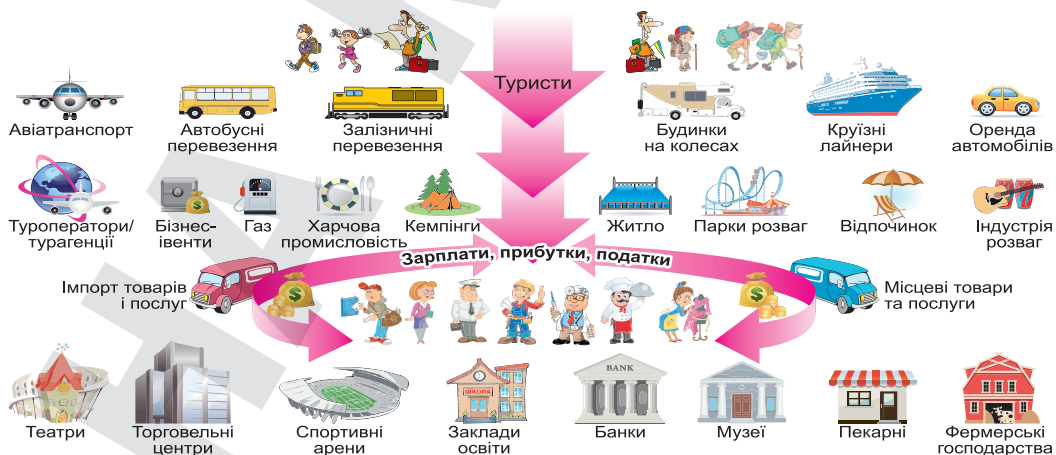 Туристи
Авіатранспорт
Автобусні
перевезення
Залізничні
перевезення
Будинки
на колесах
Круїзні
лайнери
Оренда
автомобілів
Туроператори/
турагенції
Бізнес-
івенти
Газ
Харчова
промисловість
Кемпінги
Житло
Парки розваг
Відпочинок
Індустрія
розваг
Зарплати, прибутки, податки
Імпорт товарів
і послуг
Місцеві товари
та послуги
ШКОЛА
BANK
Театри
Торговельні
центри
Спортивні
арени
Заклади
освіти
Банки
Музеї
Пекарні
Фермерські
господарства